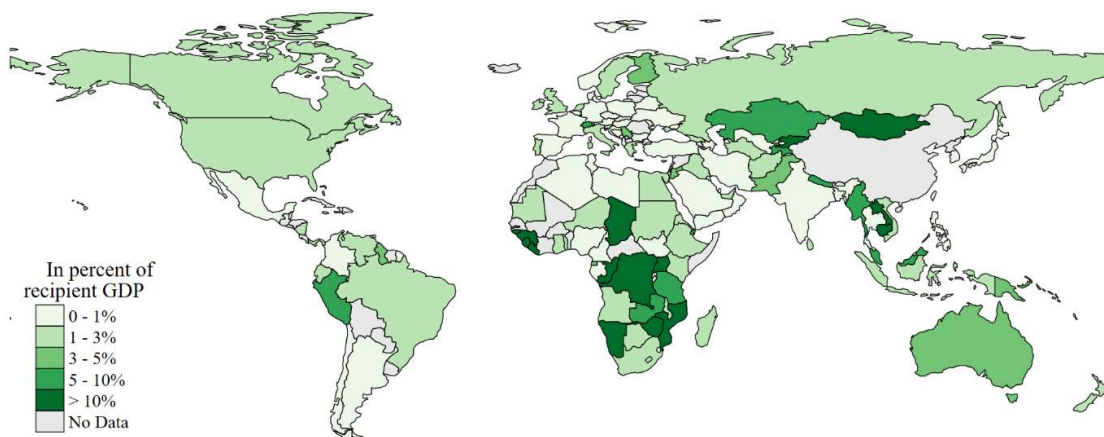 In percent of
recipient GDP
0 - 1%
1 - 3%
3 - 5%
5 - 10%
> 10%
No Data